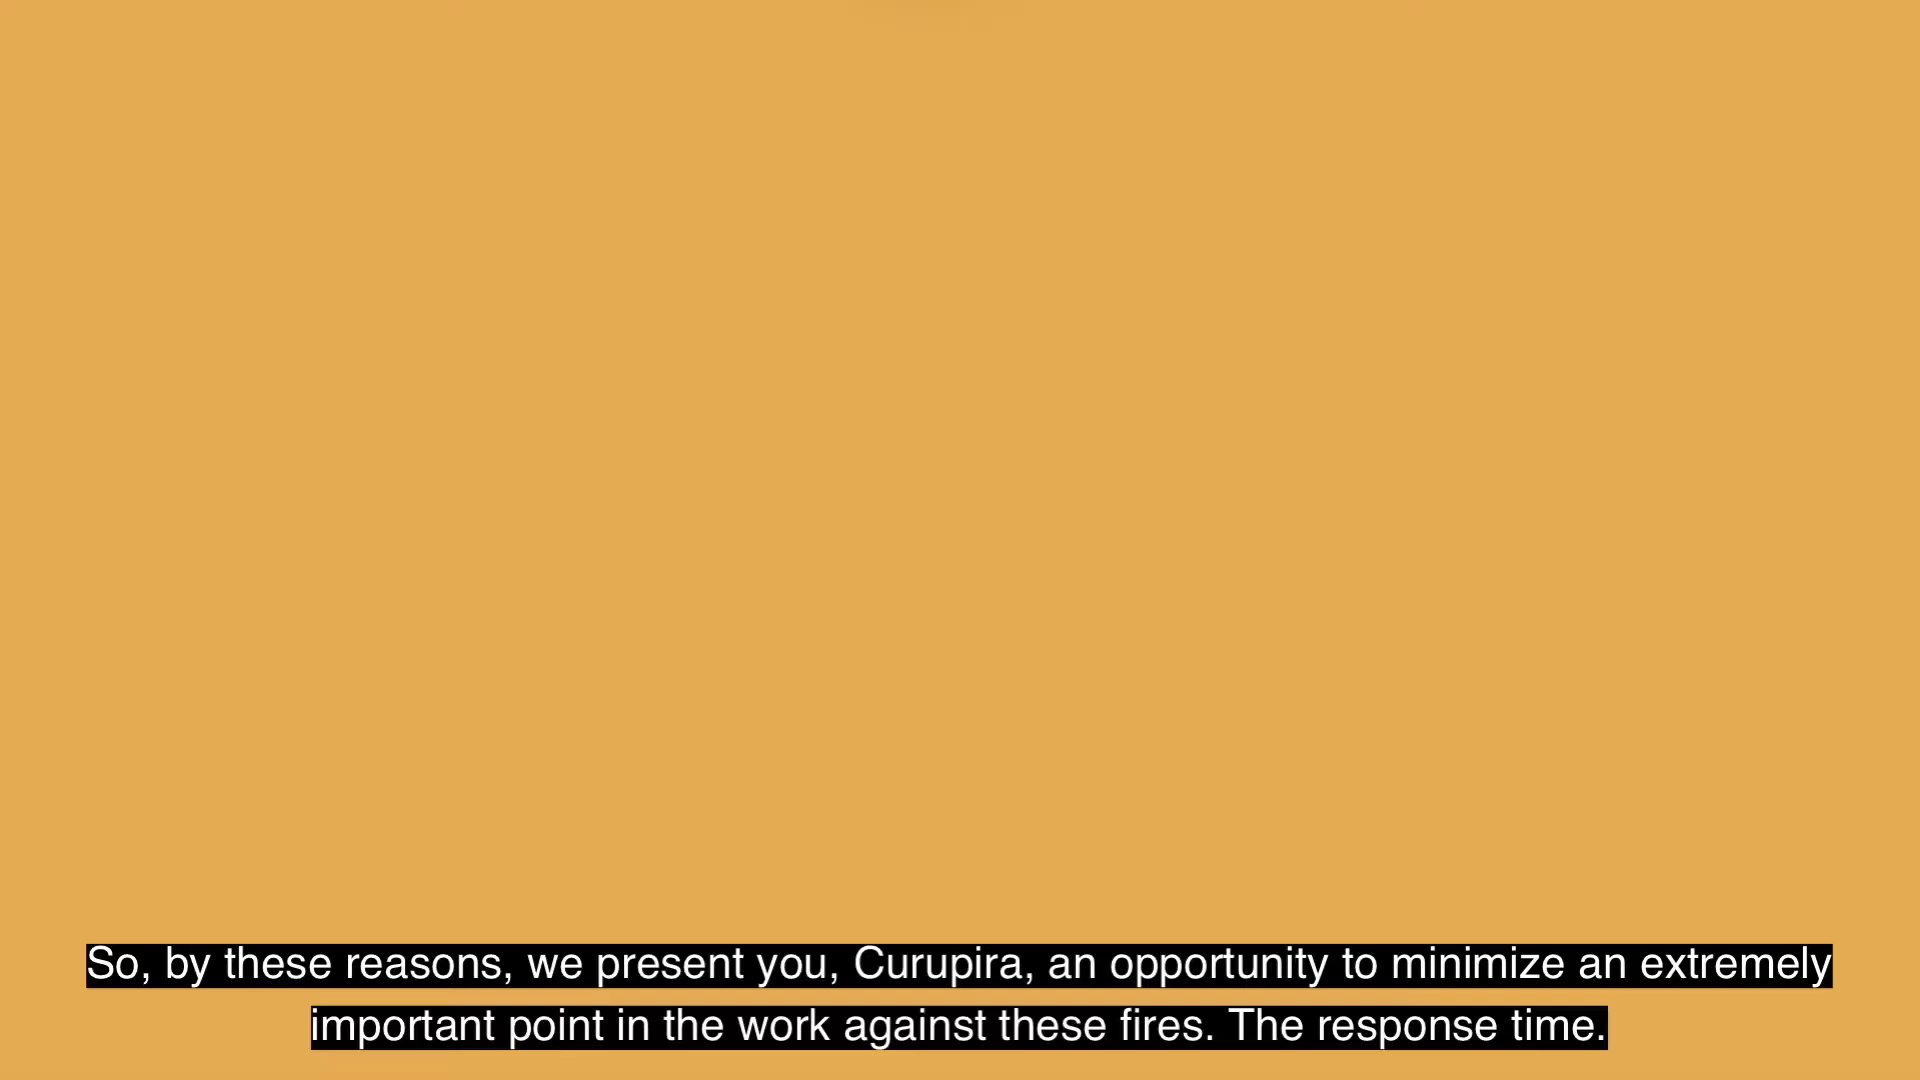 So, by these reasons, we present you, Curupira, an opportunity to minimize an extremely
important point in the work against these fires. The response time.